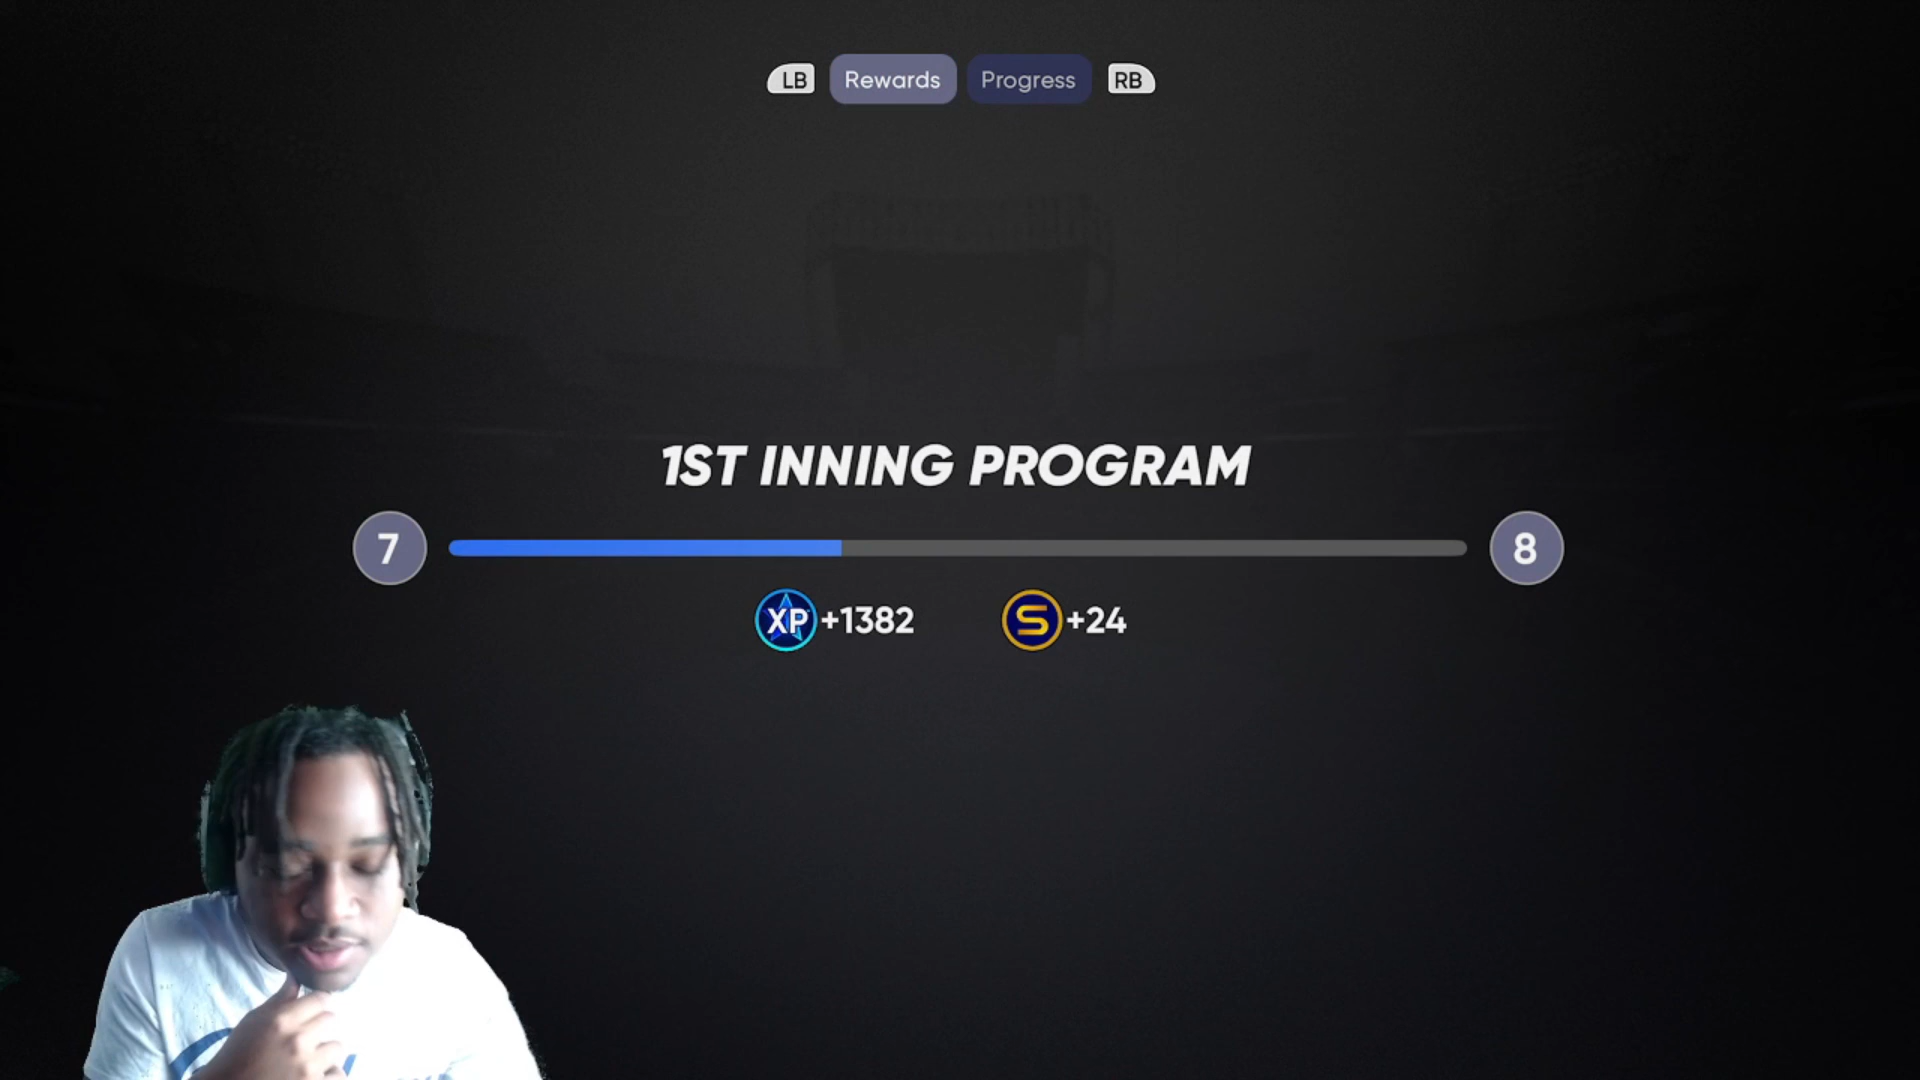 LB Rewards Progress RB
1ST INNING PROGRAM
7 8
XP +1382 S +24